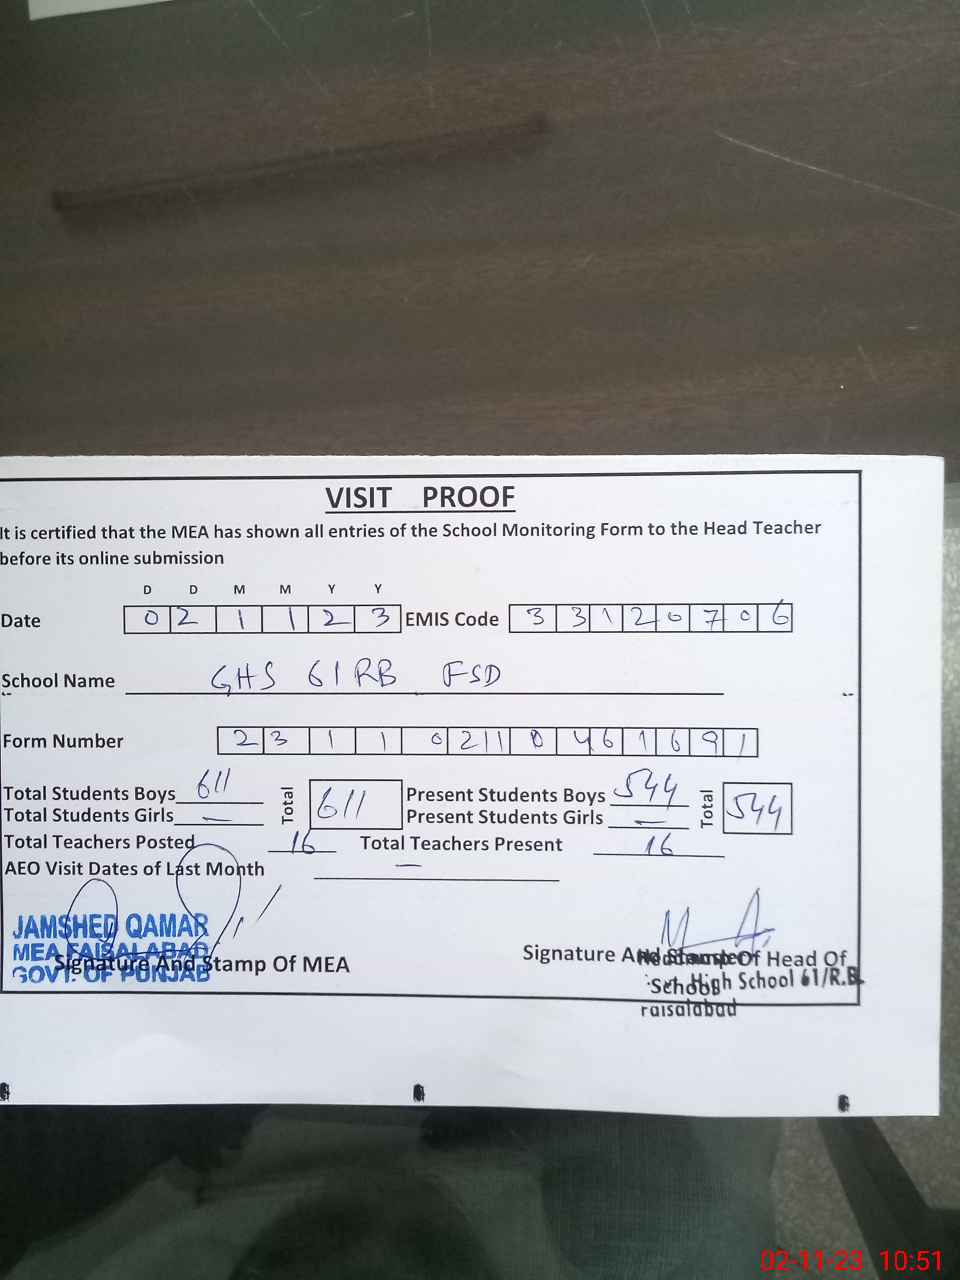 VISIT PROOF
It is certified that the MEA has shown all entries of the School Monitoring Form to the Head Teacher
before its online submission
D D M M Y Y
Date 0 2 1 1 2 3 EMIS Code 3 3 1 2 0 7 0 6
School Name GHS 61 RB FSD
Form Number 2 3 1 1 0 2 1 0 4 6 1 6 9 1
Total Students Boys 611 Total 611 Present Students Boys 544 Total 544
Total Students Girls — Present Students Girls —
Total Teachers Posted 16 Total Teachers Present 16
AEO Visit Dates of Last Month —
JAMSHED QAMAR
MEA FAISALABAD
GOVT. OF PUNJAB
Signature And Stamp Of MEA
M A
Signature And Stamp Of Head Of
School
High School 61/R.B.
Faisalabad
02-11-23 10:51